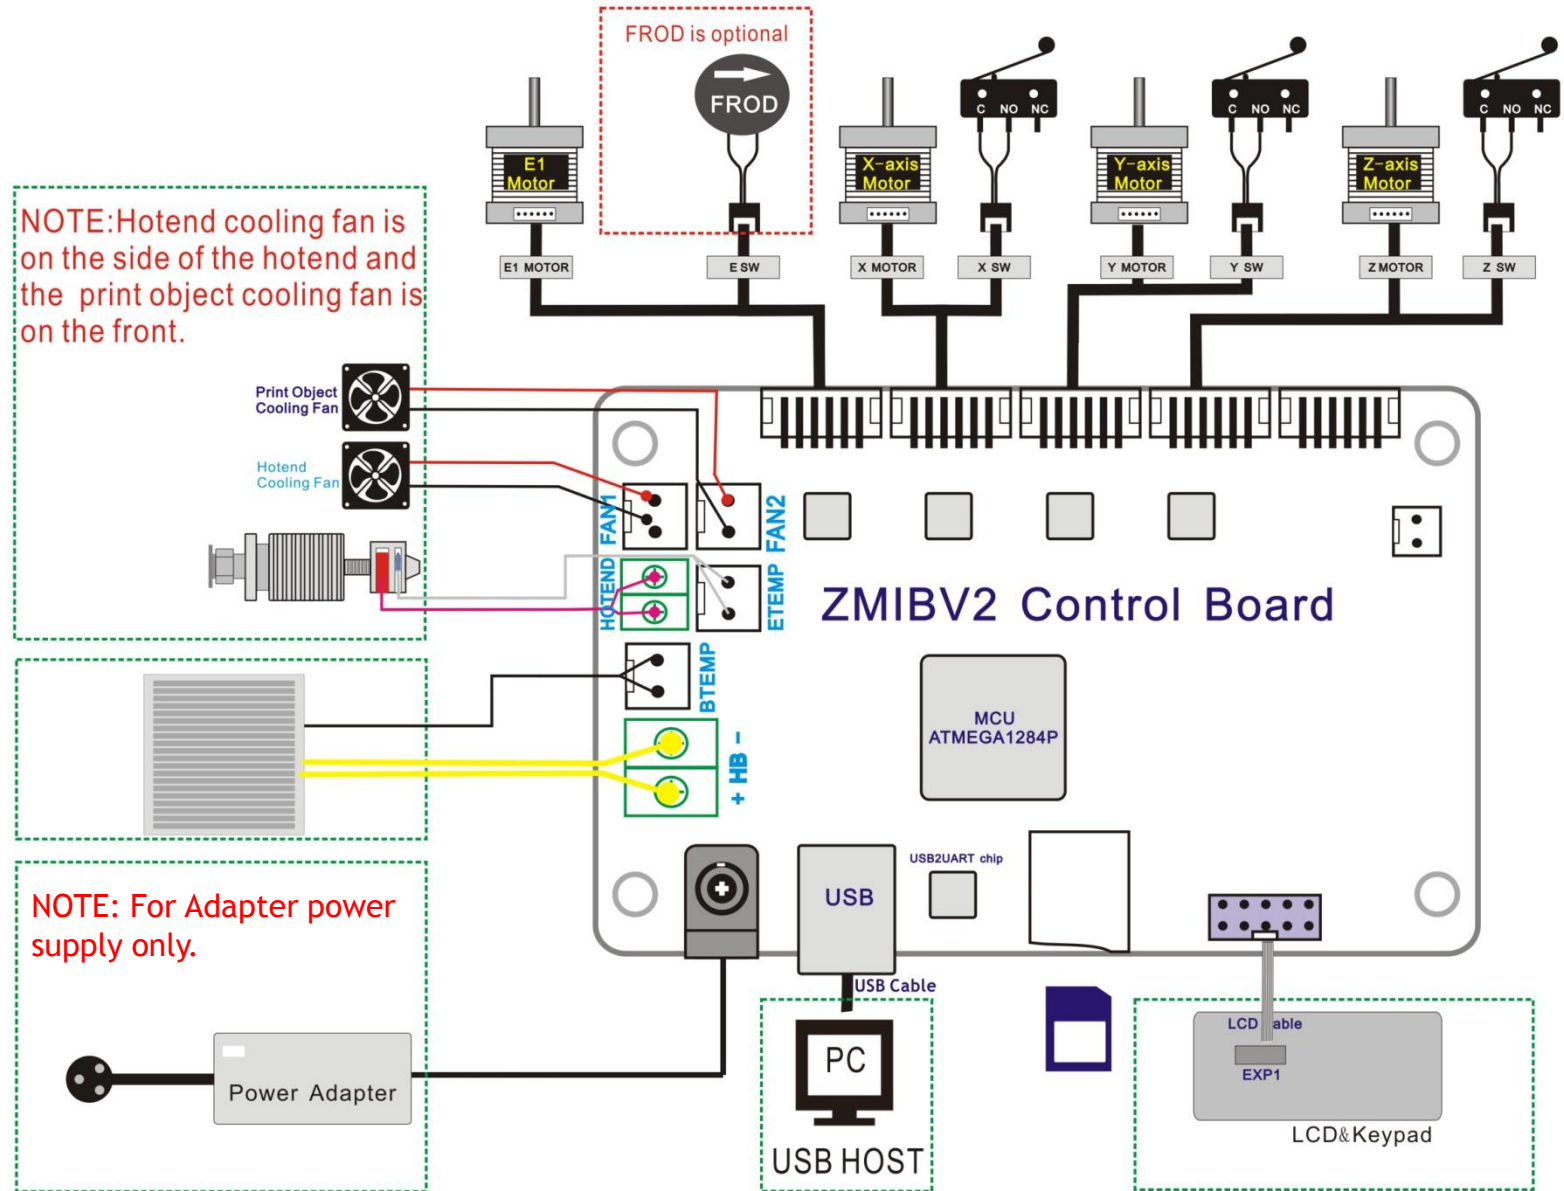 FROD is optional
FROD
C NO NC
C NO NC
C NO NC
E1
Motor
X-axis
Motor
Y-axis
Motor
Z-axis
Motor
E1 MOTOR
E SW
X MOTOR
X SW
Y MOTOR
Y SW
Z MOTOR
Z SW
NOTE:Hotend cooling fan is
on the side of the hotend and
the print object cooling fan is
on the front.
Print Object
Cooling Fan
Hotend
Cooling Fan
FAN1
FAN2
HOTEND
ETEMP
ZMIBV2 Control Board
BTEMP
MCU
ATMEGA1284P
+ HB -
USB2UART chip
USB
NOTE: For Adapter power
supply only.
USB Cable
Power Adapter
PC
USB HOST
LCD able
EXP1
LCD&Keypad